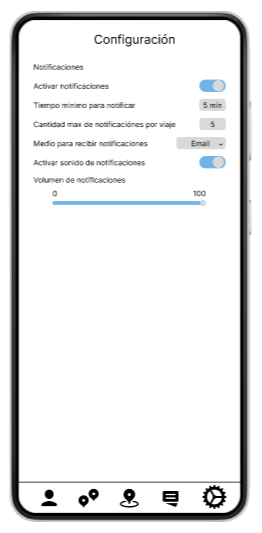 Configuración
Notificaciones
Activar notificaciones
Tiempo minimo para notificar 5 min
Cantidad max de notificaciónes por viaje 5
Medio para recibir notificaciones Email
Activar sonido de notificaciones
Volumen de notificaciones
0 100